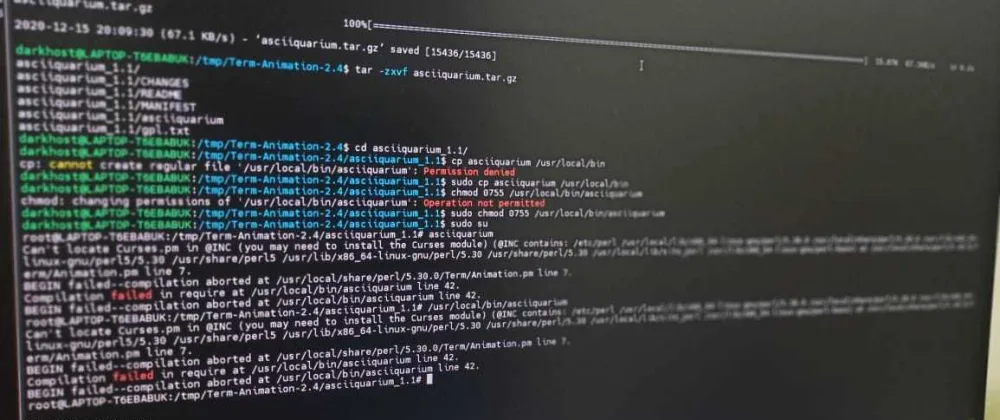 asciiquarium.tar.gz
100%[
2020-12-15 20:09:30 (67.1 KB/s) - 'asciiquarium.tar.gz' saved [15436/15436]
darkhost@LAPTOP-T6EBABUK:/tmp/Term-Animation-2.4$ tar -zxvf asciiquarium.tar.gz
asciiquarium_1.1/
asciiquarium_1.1/CHANGES
asciiquarium_1.1/README
asciiquarium_1.1/MANIFEST
asciiquarium_1.1/asciiquarium
asciiquarium_1.1/gpl.txt
darkhost@LAPTOP-T6EBABUK:/tmp/Term-Animation-2.4$ cd asciiquarium_1.1/
darkhost@LAPTOP-T6EBABUK:/tmp/Term-Animation-2.4/asciiquarium_1.1$ cp asciiquarium /usr/local/bin
cp: cannot create regular file '/usr/local/bin/asciiquarium': Permission denied
darkhost@LAPTOP-T6EBABUK:/tmp/Term-Animation-2.4/asciiquarium_1.1$ sudo cp asciiquarium /usr/local/bin
darkhost@LAPTOP-T6EBABUK:/tmp/Term-Animation-2.4/asciiquarium_1.1$ chmod 0755 /usr/local/bin/asciiquarium
chmod: changing permissions of '/usr/local/bin/asciiquarium': Operation not permitted
darkhost@LAPTOP-T6EBABUK:/tmp/Term-Animation-2.4/asciiquarium_1.1$ sudo chmod 0755 /usr/local/bin/asciiquarium
darkhost@LAPTOP-T6EBABUK:/tmp/Term-Animation-2.4/asciiquarium_1.1$ sudo su
root@LAPTOP-T6EBABUK:/tmp/Term-Animation-2.4/asciiquarium_1.1# asciiquarium
Can't locate Curses.pm in @INC (you may need to install the Curses module) (@INC contains: /etc/perl
linux-gnu/perl5/5.30 /usr/share/perl5 /usr/lib/x86_64-linux-gnu/perl/5.30 /usr/share/perl/5.30
erm/Animation.pm line 7.
BEGIN failed--compilation aborted at /usr/local/share/perl/5.30.0/Term/Animation.pm line 7.
Compilation failed in require at /usr/local/bin/asciiquarium line 42.
BEGIN failed--compilation aborted at /usr/local/bin/asciiquarium line 42.
root@LAPTOP-T6EBABUK:/tmp/Term-Animation-2.4/asciiquarium_1.1# /usr/local/bin/asciiquarium
Can't locate Curses.pm in @INC (you may need to install the Curses module) (@INC contains: /etc/perl
linux-gnu/perl5/5.30 /usr/share/perl5 /usr/lib/x86_64-linux-gnu/perl/5.30 /usr/share/perl/5.30
erm/Animation.pm line 7.
BEGIN failed--compilation aborted at /usr/local/share/perl/5.30.0/Term/Animation.pm line 7.
Compilation failed in require at /usr/local/bin/asciiquarium line 42.
BEGIN failed--compilation aborted at /usr/local/bin/asciiquarium line 42.
root@LAPTOP-T6EBABUK:/tmp/Term-Animation-2.4/asciiquarium_1.1#